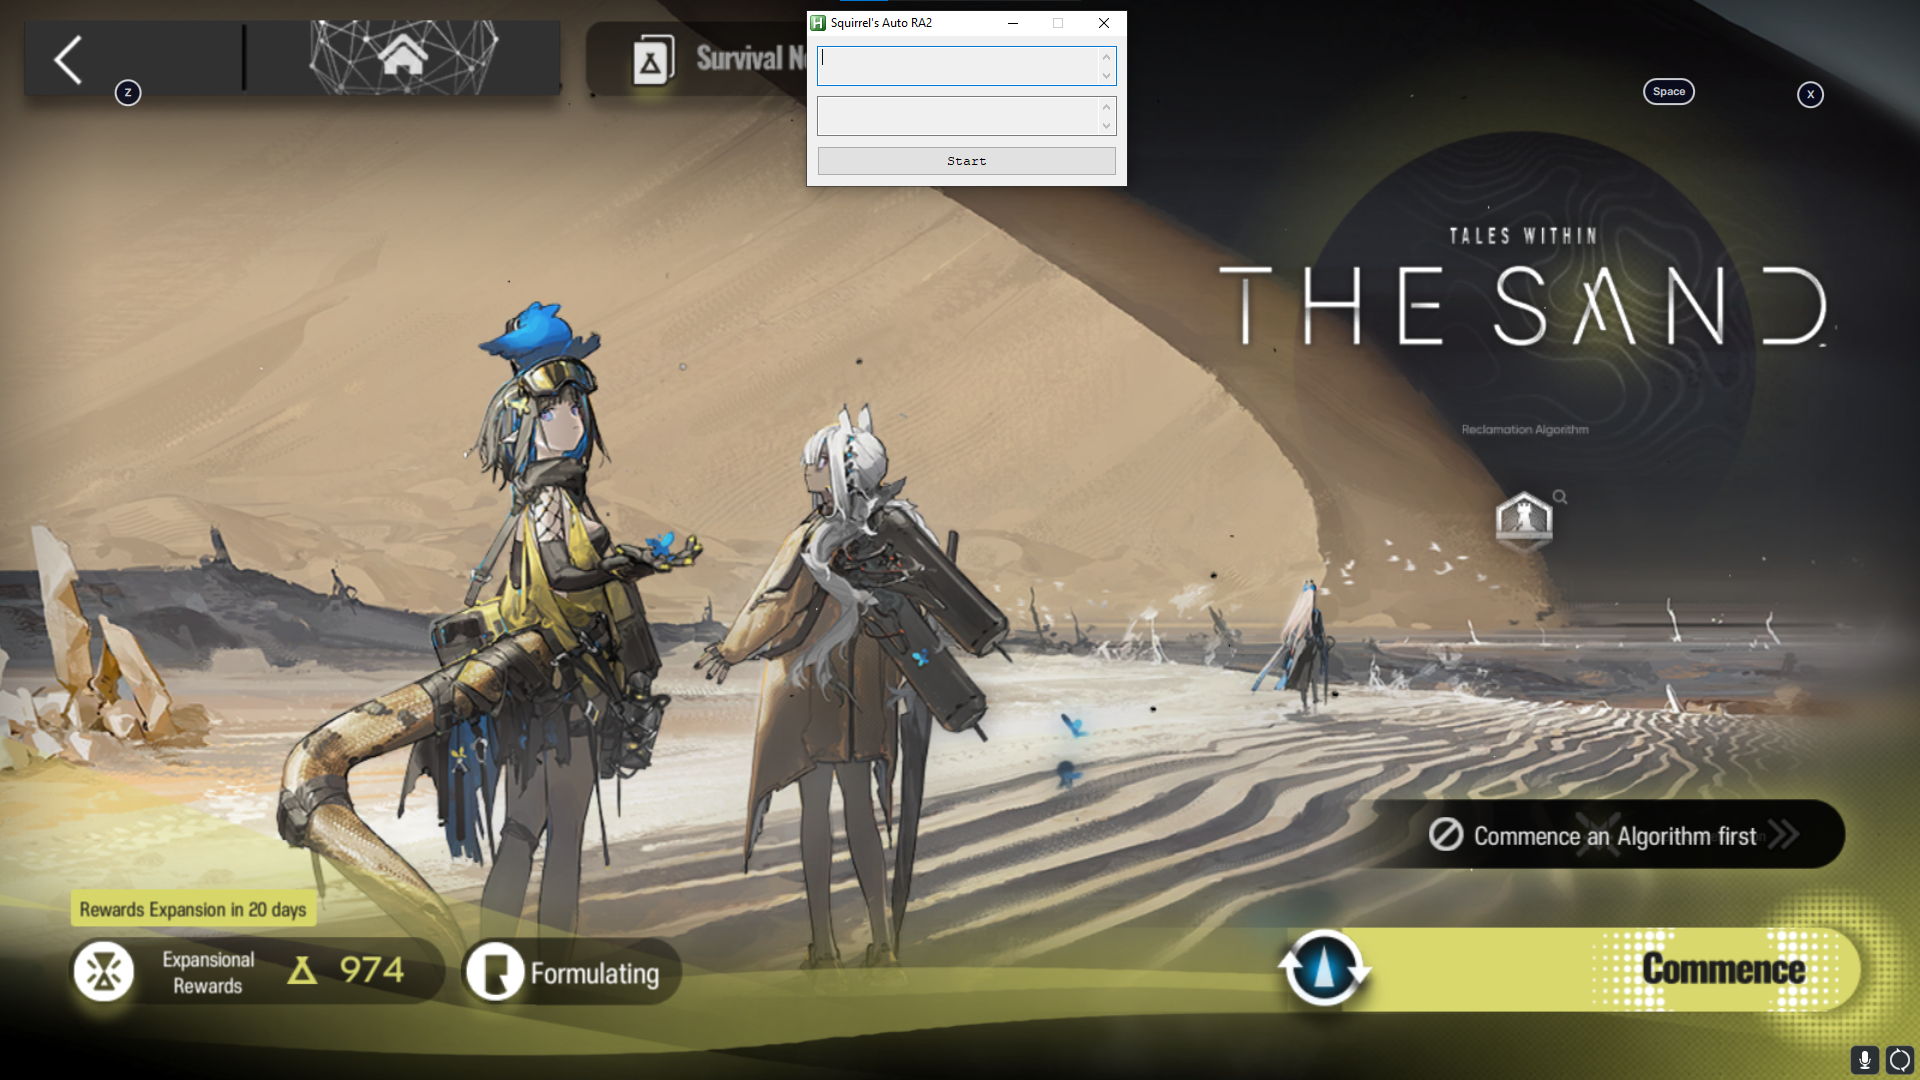 Squirrel's Auto RA2
Survival
Z
Space
X
Start
TALES WITHIN
THE SAND
Reclamation Algorithm
Commence an Algorithm first
Rewards Expansion in 20 days
Expansional
Rewards
974
Formulating
Commence